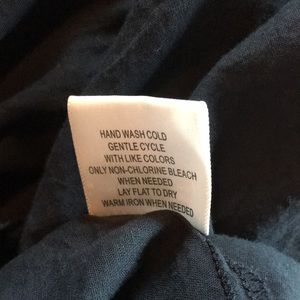 HAND WASH COLD
GENTLE CYCLE
WITH LIKE COLORS
ONLY NON-CHLORINE BLEACH
WHEN NEEDED
LAY FLAT TO DRY
WARM IRON WHEN NEEDED